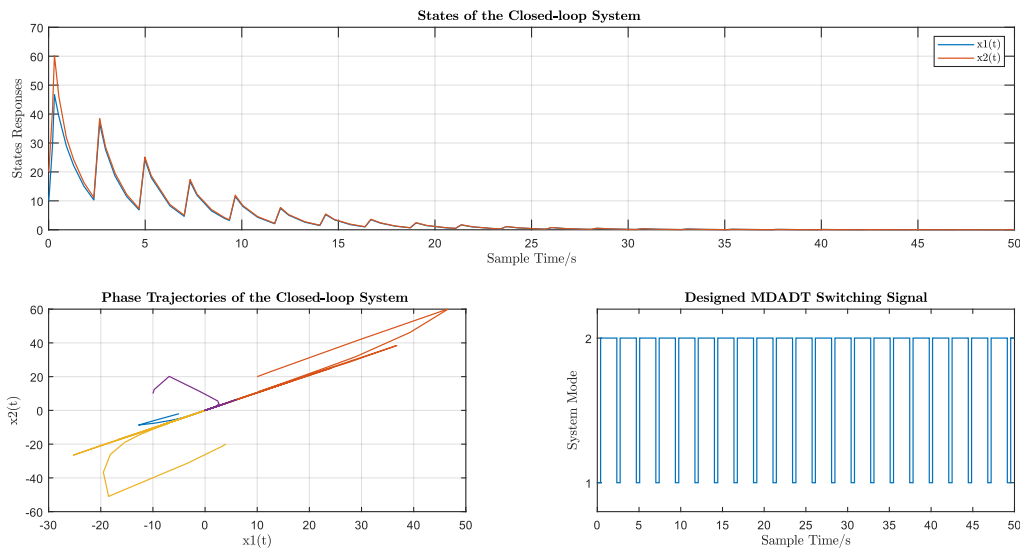 States of the Closed-loop System
70
60
50
40
30
20
10
0
States Responses
x1(t)
x2(t)
0 5 10 15 20 25 30 35 40 45 50
Sample Time/s
Phase Trajectories of the Closed-loop System
60
40
20
0
-20
-40
-60
x2(t)
-30 -20 -10 0 10 20 30 40 50
x1(t)
Designed MDADT Switching Signal
2
1
System Mode
0 5 10 15 20 25 30 35 40 45 50
Sample Time/s